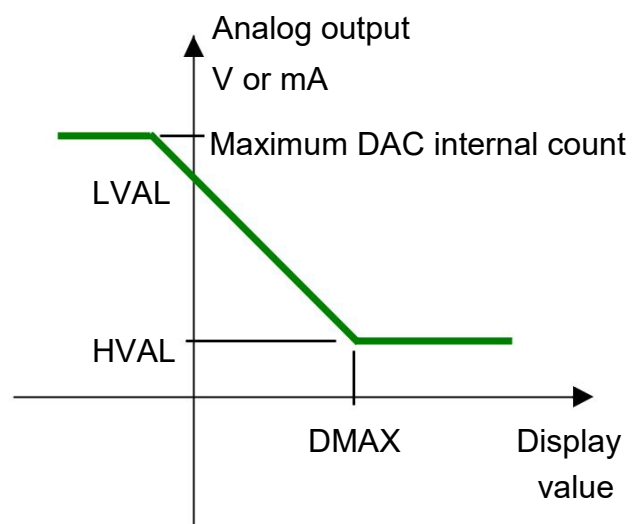 Analog output
V or mA
Maximum DAC internal count
LVAL
HVAL
DMAX
Display
value